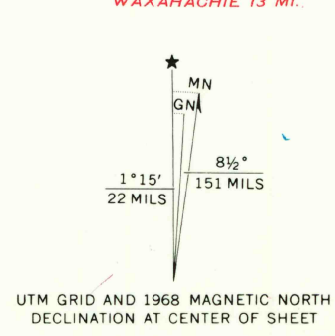 WAXAHACHIE 13 MI.
MN
GN
8½°
151 MILS
1°15′
22 MILS
UTM GRID AND 1968 MAGNETIC NORTH
DECLINATION AT CENTER OF SHEET